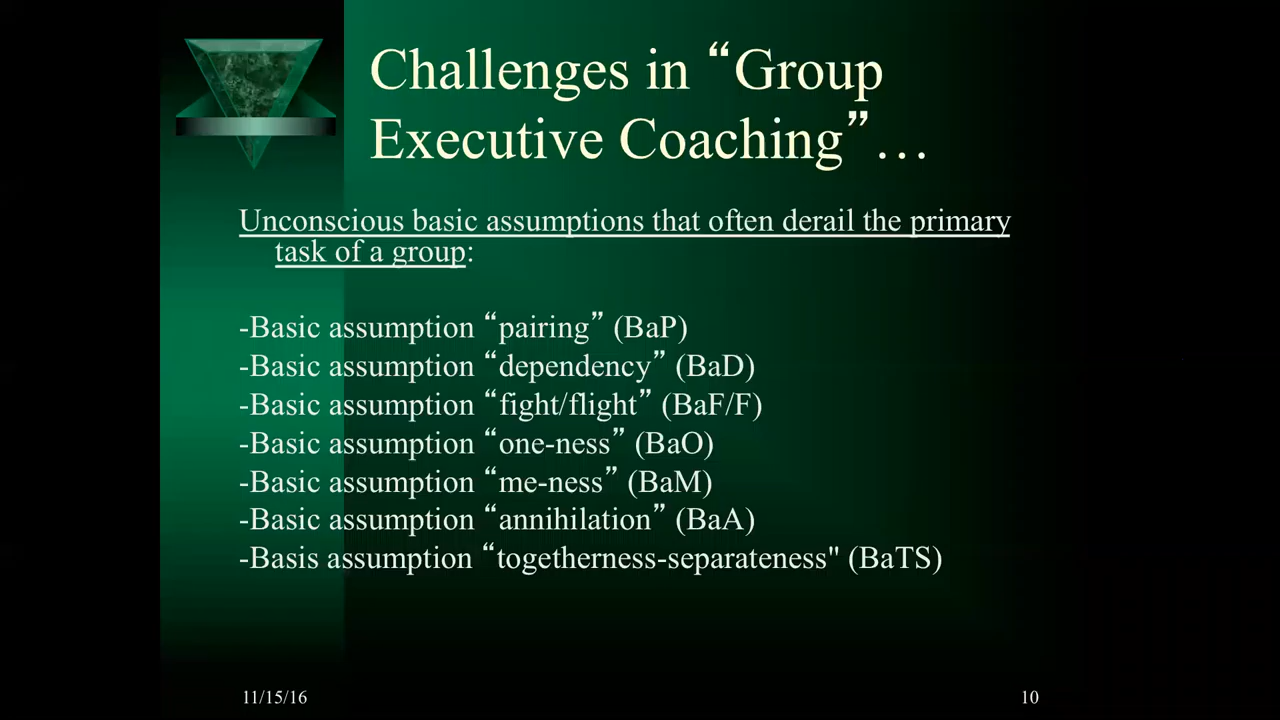 Challenges in “Group
Executive Coaching”…
Unconscious basic assumptions that often derail the primary
task of a group:
-Basic assumption “pairing” (BaP)
-Basic assumption “dependency” (BaD)
-Basic assumption “fight/flight” (BaF/F)
-Basic assumption “one-ness” (BaO)
-Basic assumption “me-ness” (BaM)
-Basic assumption “annihilation” (BaA)
-Basis assumption “togetherness-separateness" (BaTS)
11/15/16
10